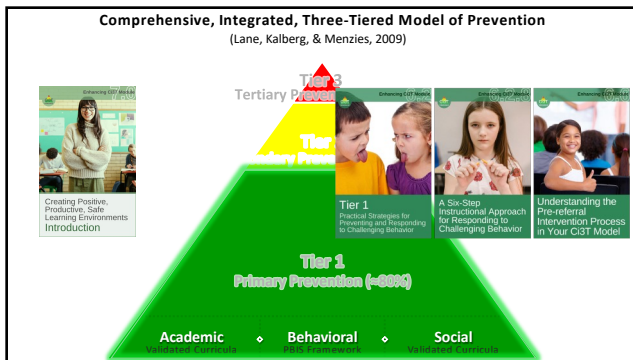 Comprehensive, Integrated, Three-Tiered Model of Prevention
(Lane, Kalberg, & Menzies, 2009)
Tier 3
Tertiary Preven
Enhancing Ci3T Module
Creating Positive,
Productive, Safe
Learning Environments
Introduction
Tier
dary Preve
Enhancing Ci3T Module
Tier 1
Practical Strategies for
Preventing and Responding
to Challenging Behavior
Enhancing Ci3T Module
A Six-Step
Instructional Approach
for Responding to
Challenging Behavior
Enhancing Ci3T Module
Understanding the
Pre-referral
Intervention Process
in Your Ci3T Model
Tier 1
Primary Prevention (≈80%)
Academic ⋄ Behavioral ⋄ Social
Validated Curricula PBIS Framework Validated Curricula